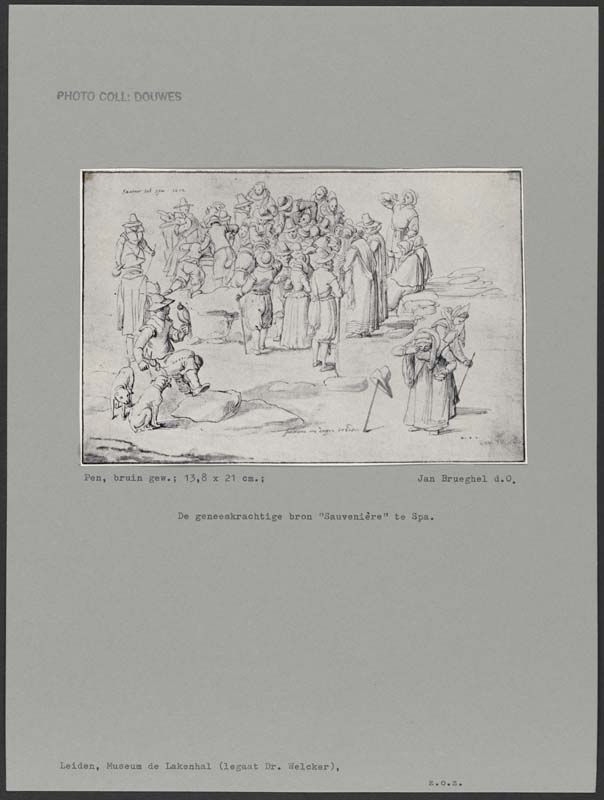 PHOTO COLL: DOUWES
Pen, bruin gew.; 13,8 x 21 cm.;
Jan Brueghel d.O.
De geneeskrachtige bron "Sauvenière" te Spa.
Leiden, Museum de Lakenhal (legaat Dr. Welcker),
z.o.z.